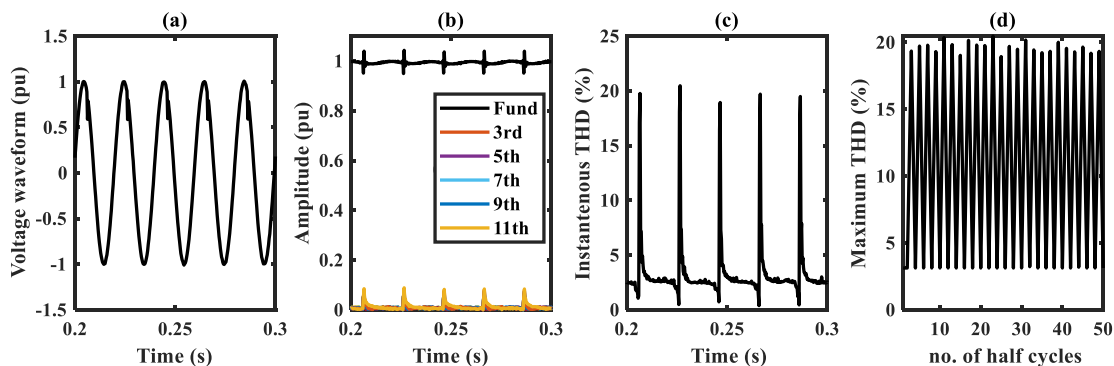 (a)
Voltage waveform (pu)
1.5
1
0.5
0
-0.5
-1
-1.5
0.2
0.25
0.3
Time (s)
(b)
Amplitude (pu)
1
0.8
0.6
0.4
0.2
0
Fund
3rd
5th
7th
9th
11th
0.2
0.25
0.3
Time (s)
(c)
Instantenous THD (%)
25
20
15
10
5
0
0.2
0.25
0.3
Time (s)
(d)
Maximum THD (%)
20
15
10
5
0
10
20
30
40
50
no. of half cycles